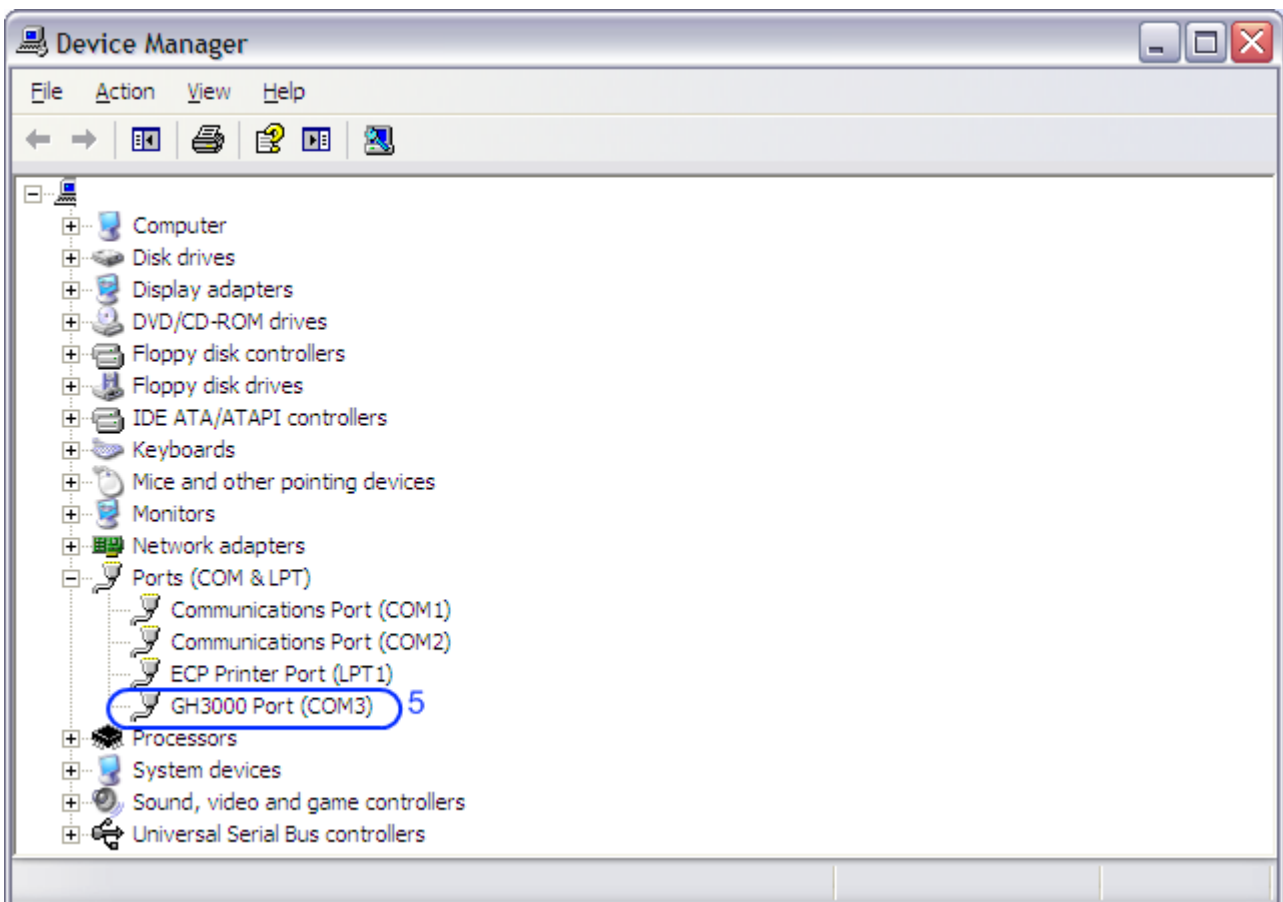 Device Manager
File Action View Help
Computer
Disk drives
Display adapters
DVD/CD-ROM drives
Floppy disk controllers
Floppy disk drives
IDE ATA/ATAPI controllers
Keyboards
Mice and other pointing devices
Monitors
Network adapters
Ports (COM & LPT)
Communications Port (COM1)
Communications Port (COM2)
ECP Printer Port (LPT1)
GH3000 Port (COM3) 5
Processors
System devices
Sound, video and game controllers
Universal Serial Bus controllers